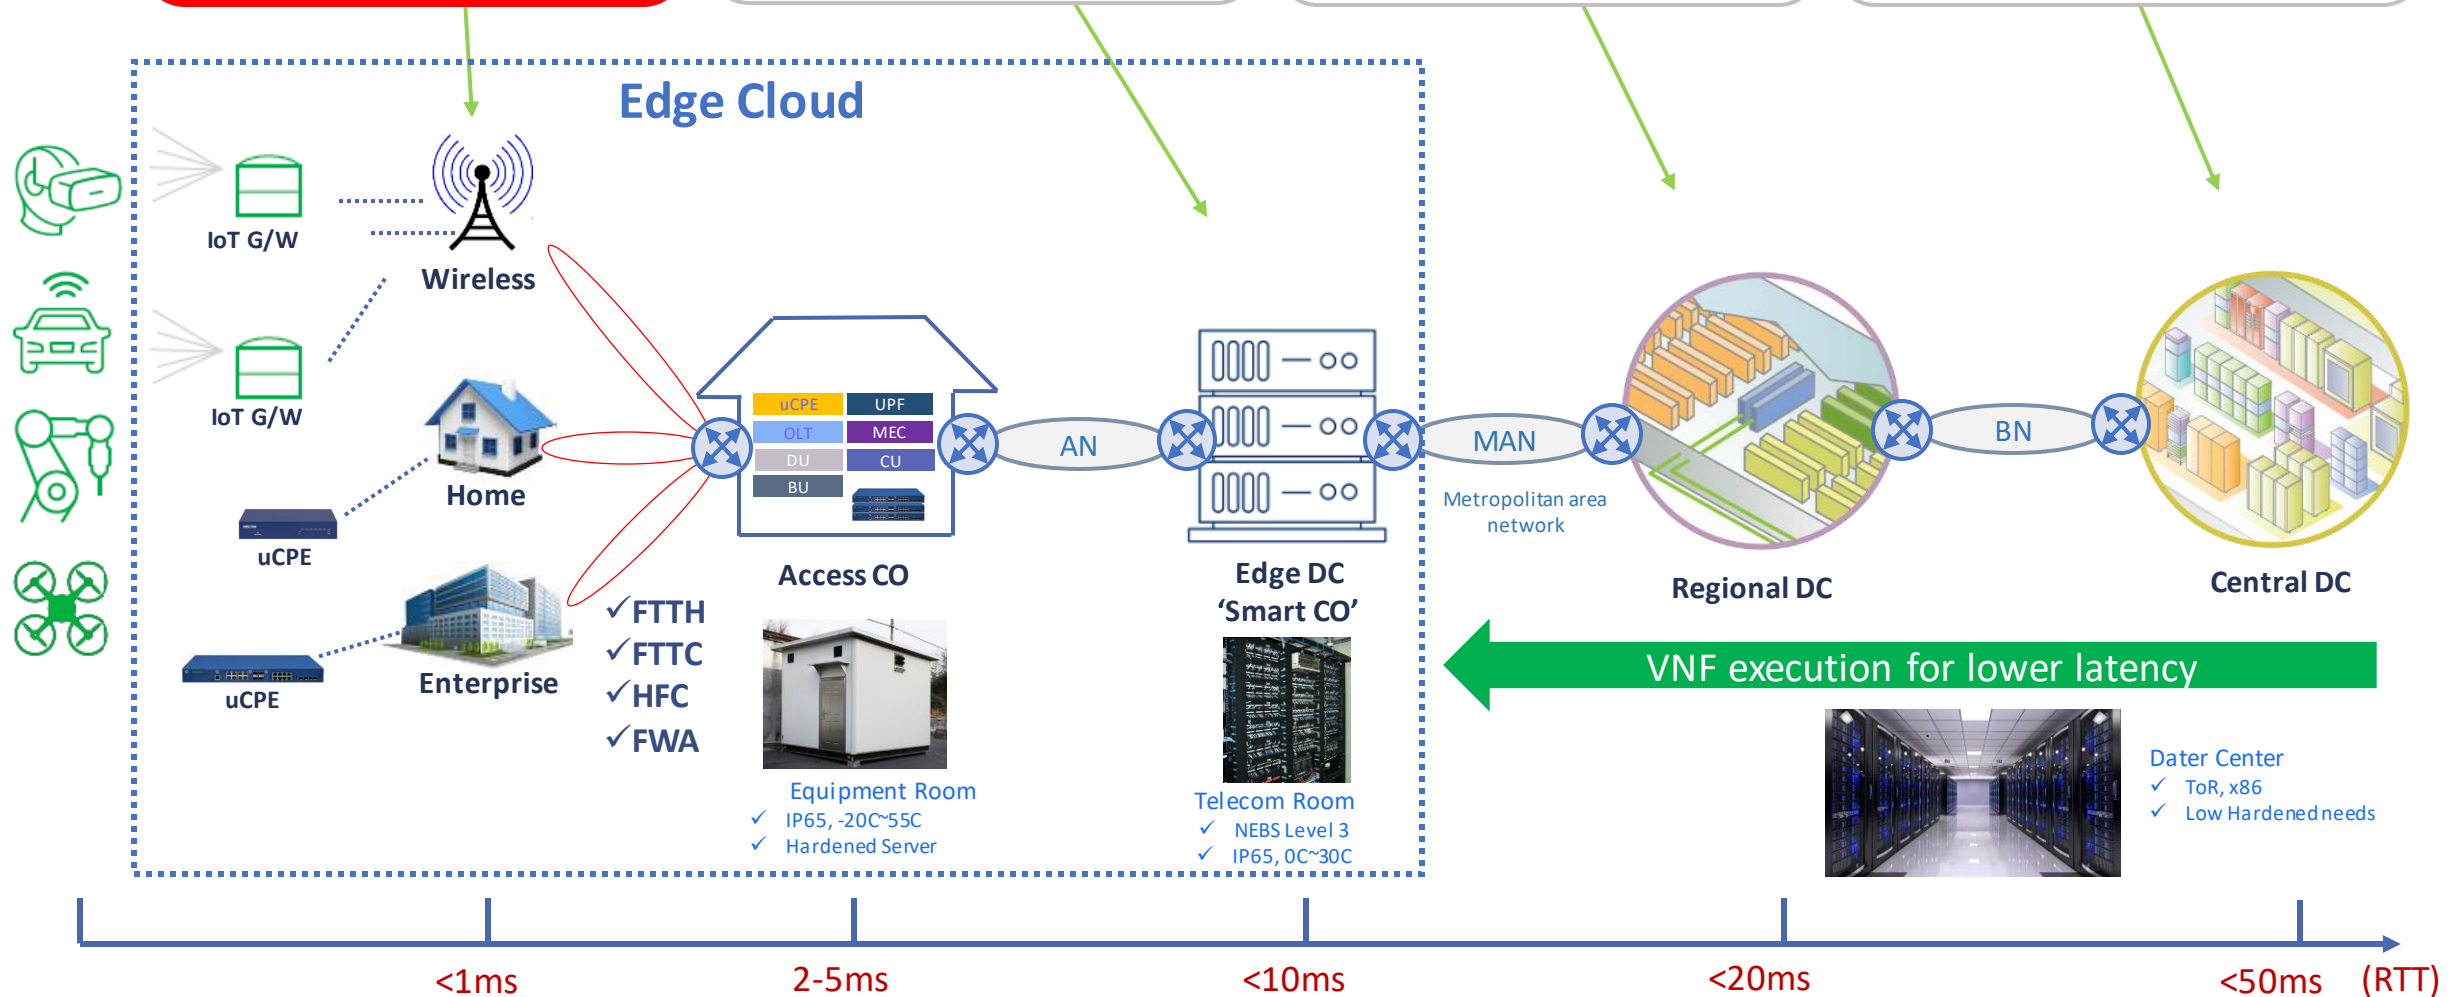 Edge Cloud
IoT G/W
Wireless
IoT G/W
Home
uCPE
Enterprise
uCPE
✓FTTH
✓FTTC
✓HFC
✓FWA
uCPE
UPF
OLT
MEC
DU
CU
BU
Access CO
AN
Edge DC
‘Smart CO’
MAN
Metropolitan area
network
Regional DC
BN
Central DC
VNF execution for lower latency
Equipment Room
✓ IP65, -20C~55C
✓ Hardened Server
Telecom Room
✓ NEBS Level 3
✓ IP65, 0C~30C
Dater Center
✓ ToR, x86
✓ Low Hardened needs
<1ms
2-5ms
<10ms
<20ms
<50ms
(RTT)